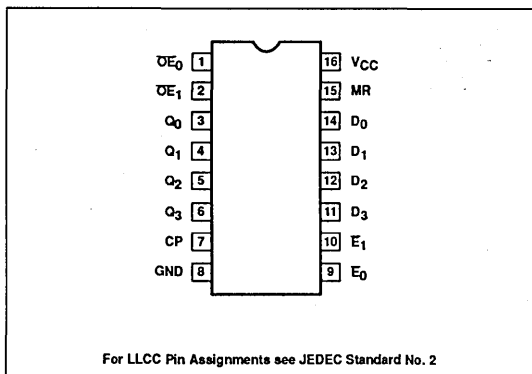 OE0 1 16 VCC
OE1 2 15 MR
Q0 3 14 D0
Q1 4 13 D1
Q2 5 12 D2
Q3 6 11 D3
CP 7 10 E1
GND 8 9 E0
For LLCC Pin Assignments see JEDEC Standard No. 2